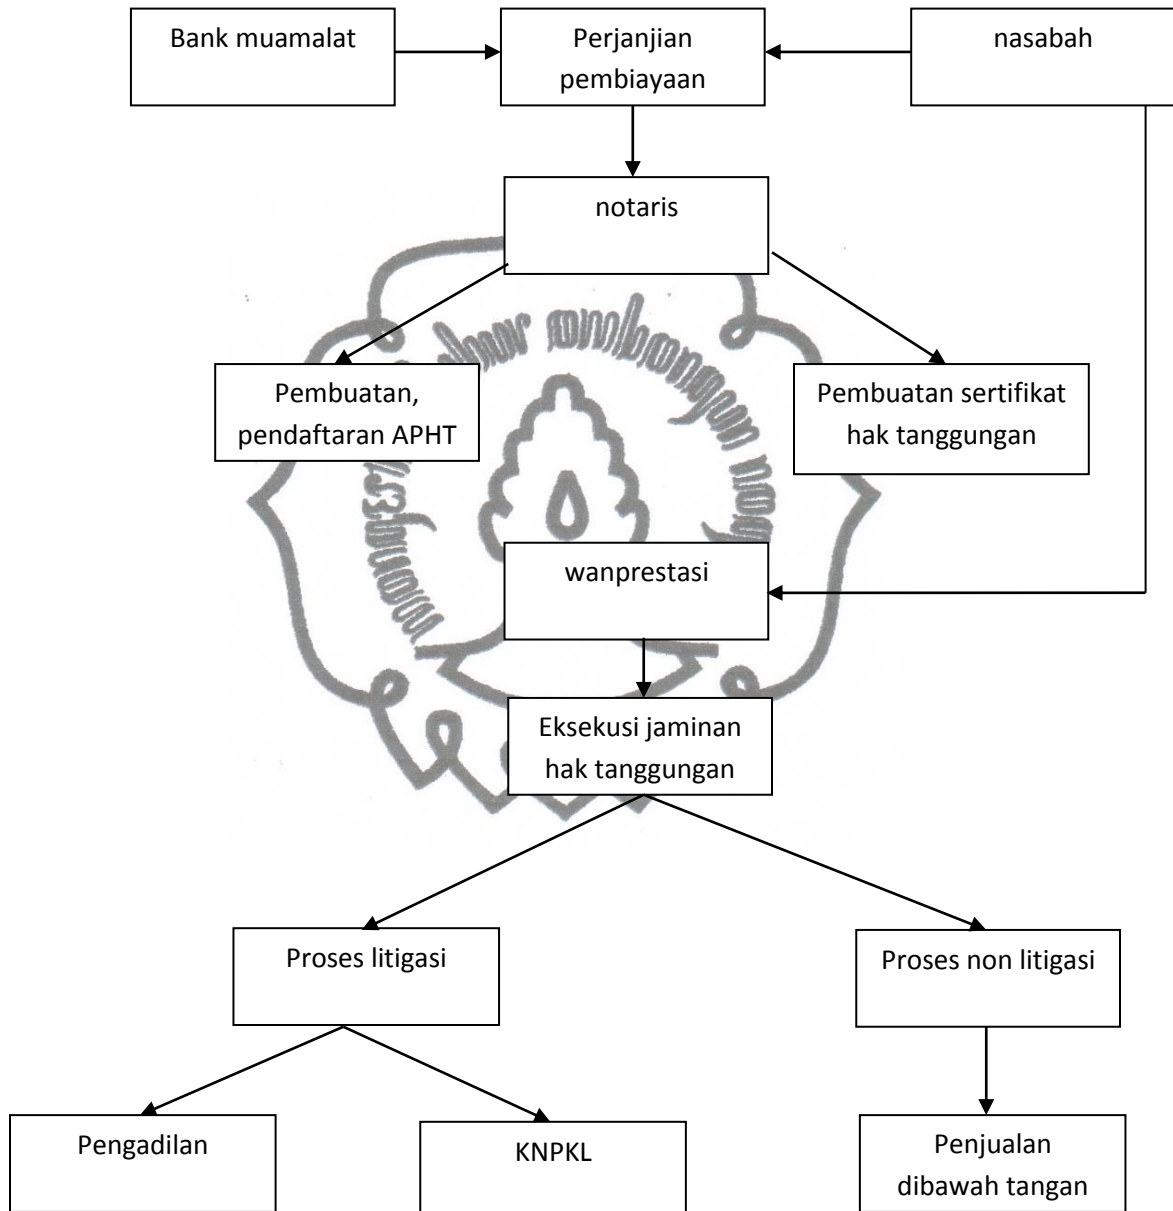 Bank muamalat
Perjanjian
pembiayaan
nasabah
notaris
Pembuatan,
pendaftaran APHT
Pembuatan sertifikat
hak tanggungan
wanprestasi
Eksekusi jaminan
hak tanggungan
Proses litigasi
Proses non litigasi
Pengadilan
KNPKL
Penjualan
dibawah tangan